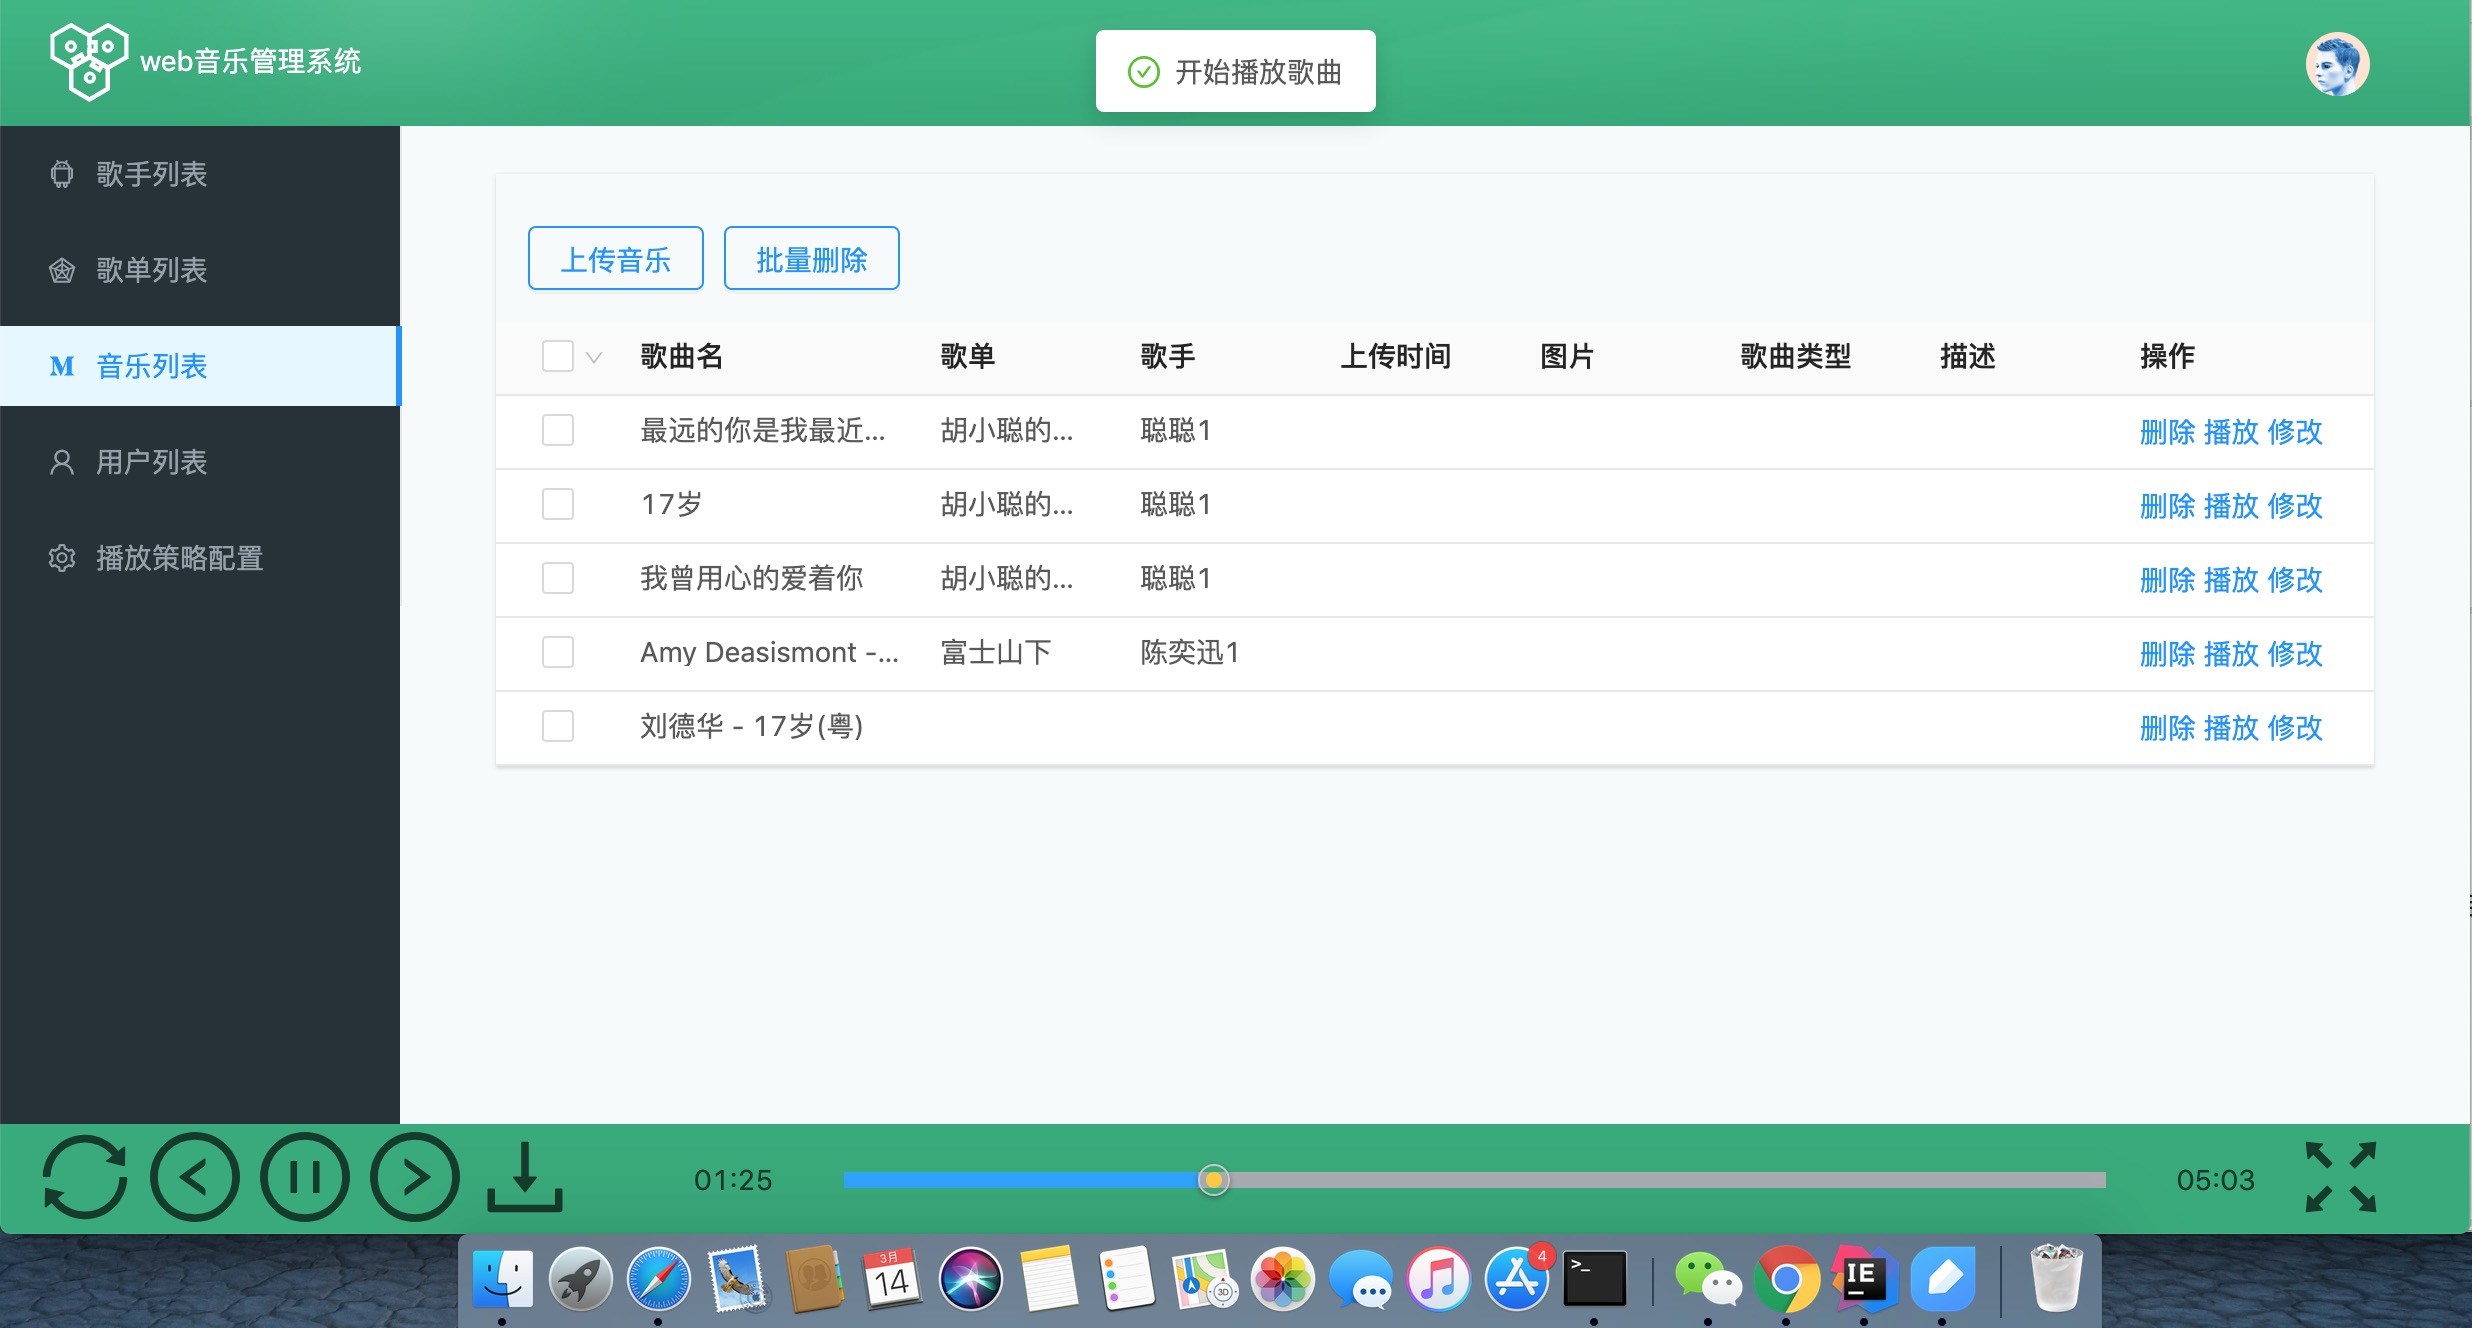 web音乐管理系统
开始播放歌曲
歌手列表
歌单列表
M 音乐列表
用户列表
播放策略配置
上传音乐 批量删除
歌曲名 歌单 歌手 上传时间 图片 歌曲类型 描述 操作
最远的你是我最近... 胡小聪的... 聪聪1 删除 播放 修改
17岁 胡小聪的... 聪聪1 删除 播放 修改
我曾用心的爱着你 胡小聪的... 聪聪1 删除 播放 修改
Amy Deasismont -... 富士山下 陈奕迅1 删除 播放 修改
刘德华 - 17岁(粤) 删除 播放 修改
01:25 05:03
3月
14
3D
4
>_
IE